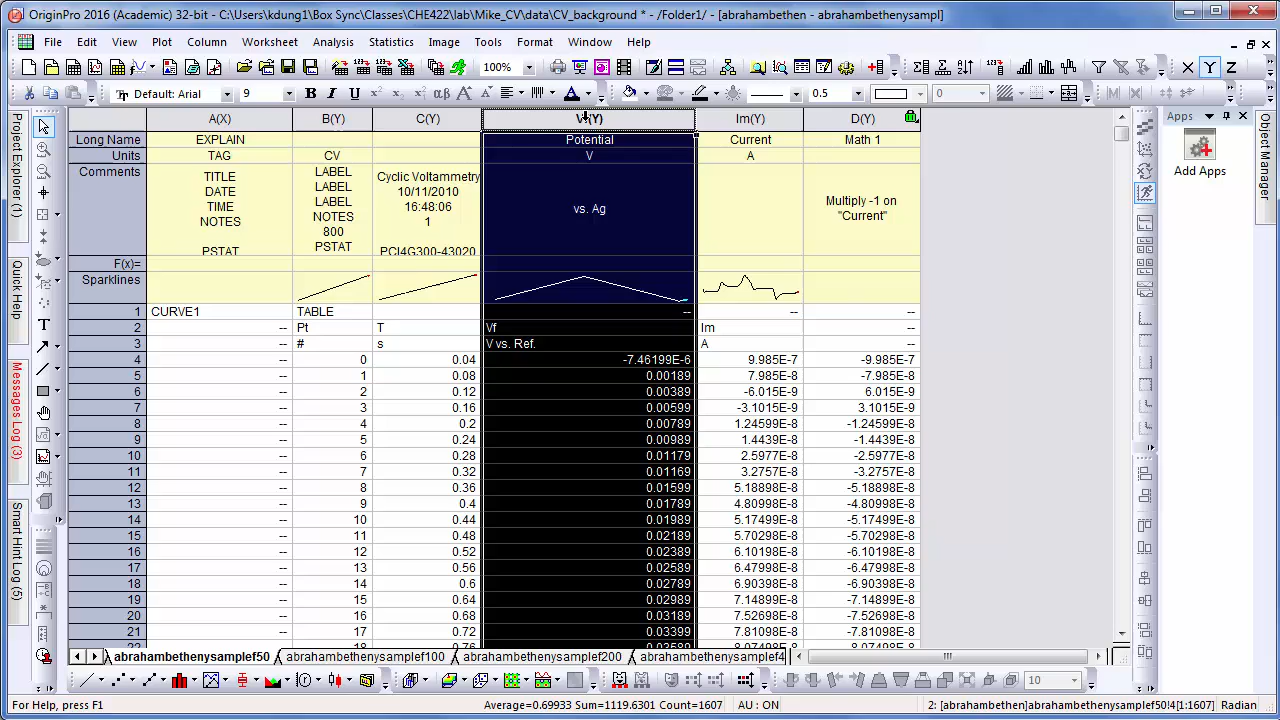 OriginPro 2016 (Academic) 32-bit - C:\Users\kdung1\Box Sync\Classes\CHE422\lab\Mike_CV\data\CV_background * - /Folder1/ - [abrahambethen - abrahambethenysampl]
File Edit View Plot Column Worksheet Analysis Statistics Image Tools Format Window Help
100%
X Y Z
Default: Arial 9 B I U αβ A A A 0.5 0
A(X) B(Y) C(Y) (Y) Im(Y) D(Y)
Long Name EXPLAIN Potential Current Math 1
Units TAG CV V A
Comments
TITLE LABEL Cyclic Voltammetry
DATE LABEL 10/11/2010
TIME LABEL 16:48:06
NOTES NOTES 1
800
PSTAT PSTAT PCI4G300-43020
vs. Ag
Multiply -1 on
"Current"
F(x)=
Sparklines
1 CURVE1 TABLE -- -- --
2 -- Pt T Vf Im --
3 -- # s V vs. Ref. A --
4 -- 0 0.04 -7.46199E-6 9.985E-7 -9.985E-7
5 -- 1 0.08 0.00189 7.985E-8 -7.985E-8
6 -- 2 0.12 0.00389 -6.015E-9 6.015E-9
7 -- 3 0.16 0.00599 -3.1015E-9 3.1015E-9
8 -- 4 0.2 0.00789 1.24599E-8 -1.24599E-8
9 -- 5 0.24 0.00989 1.4439E-8 -1.4439E-8
10 -- 6 0.28 0.01179 2.5977E-8 -2.5977E-8
11 -- 7 0.32 0.01169 3.2757E-8 -3.2757E-8
12 -- 8 0.36 0.01599 5.18898E-8 -5.18898E-8
13 -- 9 0.4 0.01789 4.80998E-8 -4.80998E-8
14 -- 10 0.44 0.01989 5.17499E-8 -5.17499E-8
15 -- 11 0.48 0.02189 5.70298E-8 -5.70298E-8
16 -- 12 0.52 0.02389 6.10198E-8 -6.10198E-8
17 -- 13 0.56 0.02589 6.47998E-8 -6.47998E-8
18 -- 14 0.6 0.02789 6.90398E-8 -6.90398E-8
19 -- 15 0.64 0.02989 7.14899E-8 -7.14899E-8
20 -- 16 0.68 0.03189 7.52698E-8 -7.52698E-8
21 -- 17 0.72 0.03399 7.81098E-8 -7.81098E-8
abrahambethenysamplef50 abrahambethenysamplef100 abrahambethenysamplef200 abrahambethenysamplef4
10
For Help, press F1 Average=0.69933 Sum=1119.6301 Count=1607 AU : ON 2: [abrahambethen]abrahambethenysamplef50!4[1:1607] Radian
Project Explorer (1)
Quick Help
Messages Log (3)
Smart Hint Log (5)
Apps
Add Apps
Object Manager